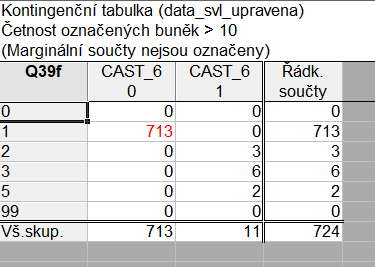 Kontingenční tabulka (data_svl_upravena)
Četnost označených buněk > 10
(Marginální součty nejsou označeny)
Q39f CAST_6 0 CAST_6 1 Řádk. součty
0 0 0 0
1 713 0 713
2 0 3 3
3 0 6 6
5 0 2 2
99 0 0 0
Vš.skup. 713 11 724